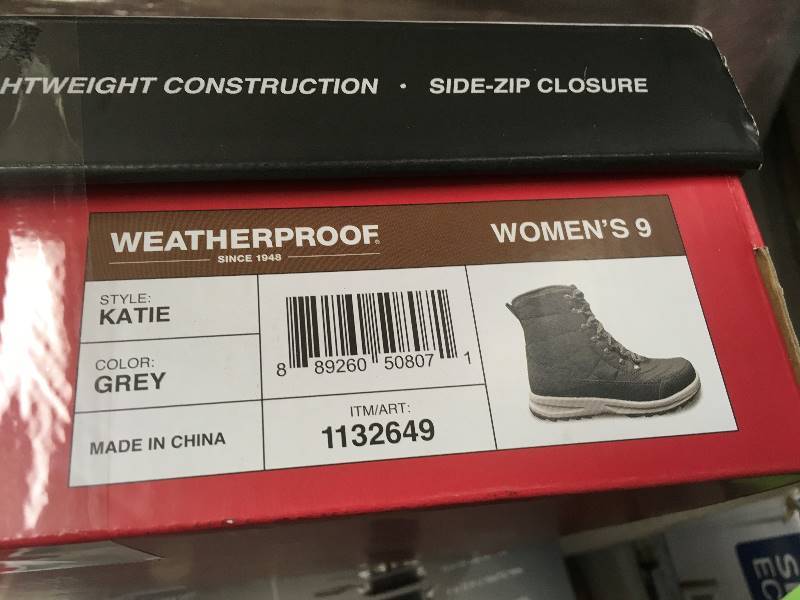 HTWEIGHT CONSTRUCTION • SIDE-ZIP CLOSURE
WEATHERPROOF®
SINCE 1948
WOMEN'S 9
STYLE:
KATIE
COLOR:
GREY
MADE IN CHINA
8 89260 50807 1
ITM/ART:
1132649